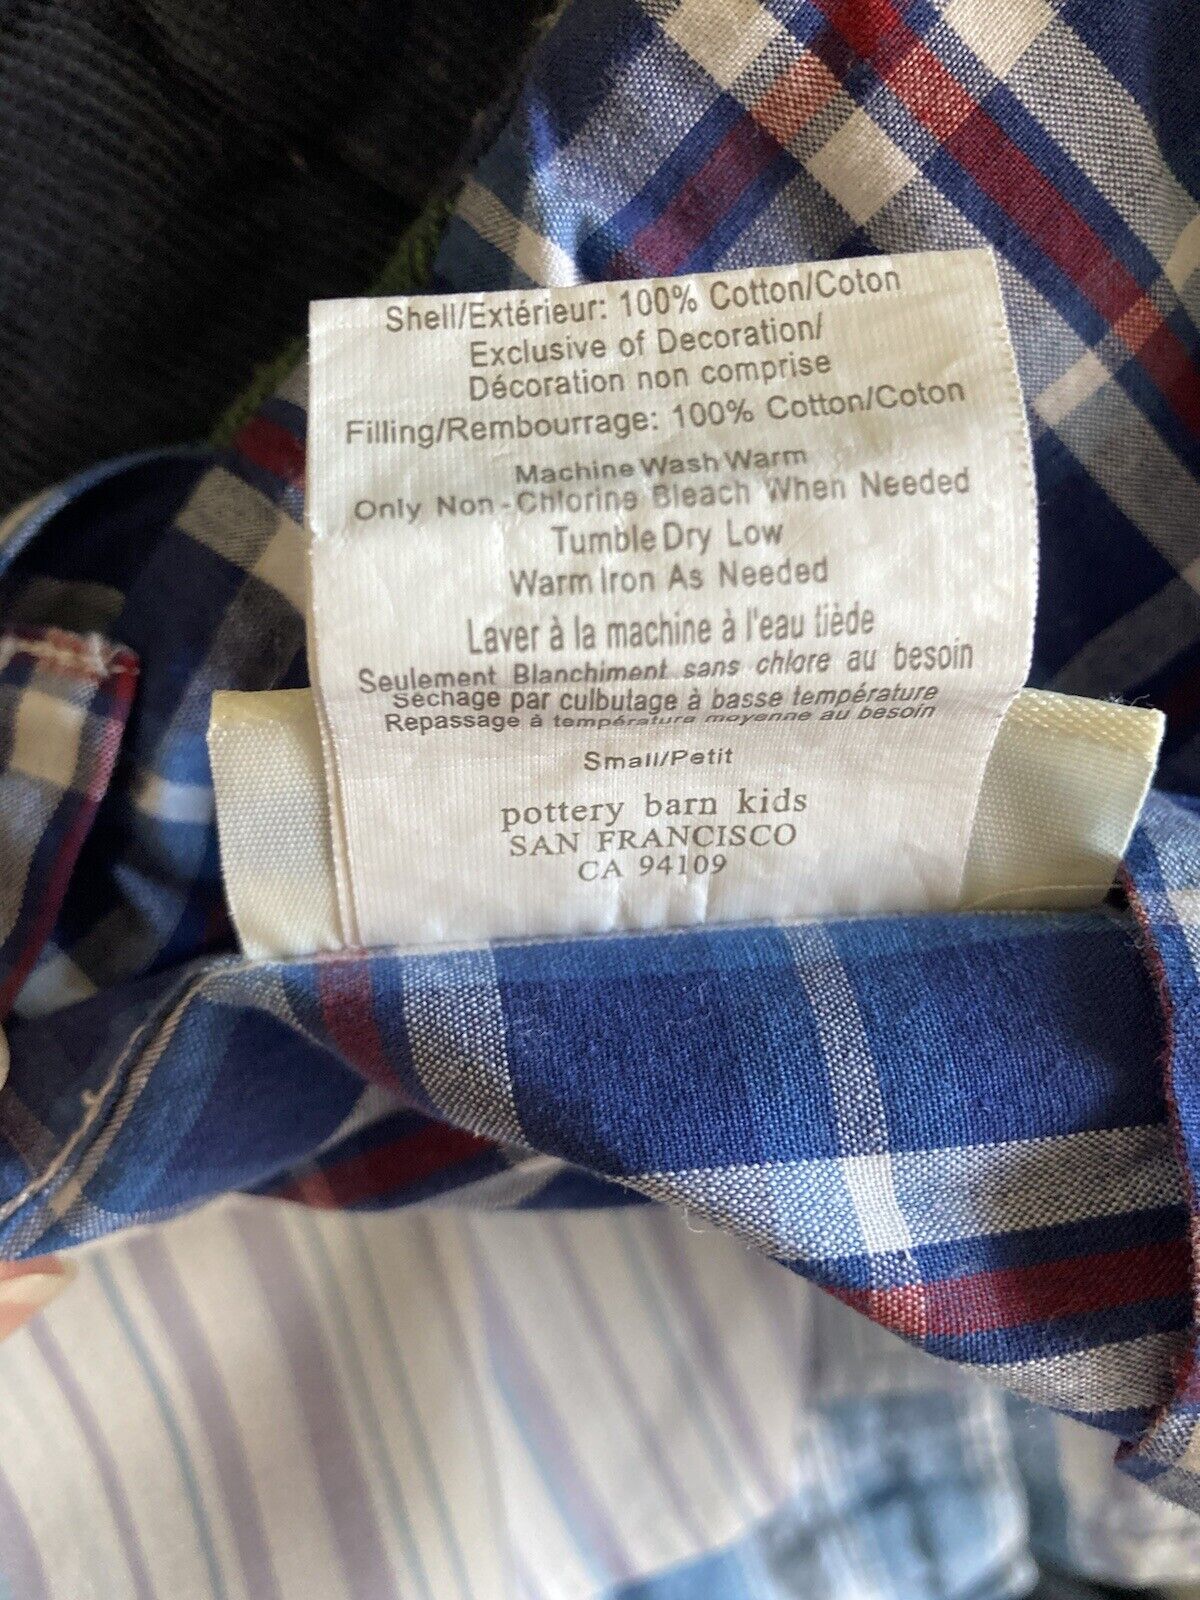 Shell/Extérieur: 100% Cotton/Coton
Exclusive of Decoration/
Décoration non comprise
Filling/Rembourrage: 100% Cotton/Coton
Machine Wash Warm
Only Non-Chlorine Bleach When Needed
Tumble Dry Low
Warm Iron As Needed
Laver à la machine à l'eau tiède
Seulement Blanchiment sans chlore au besoin
Séchage par culbutage à basse température
Repassage à température moyenne au besoin
Small/Petit
pottery barn kids
SAN FRANCISCO
CA 94109